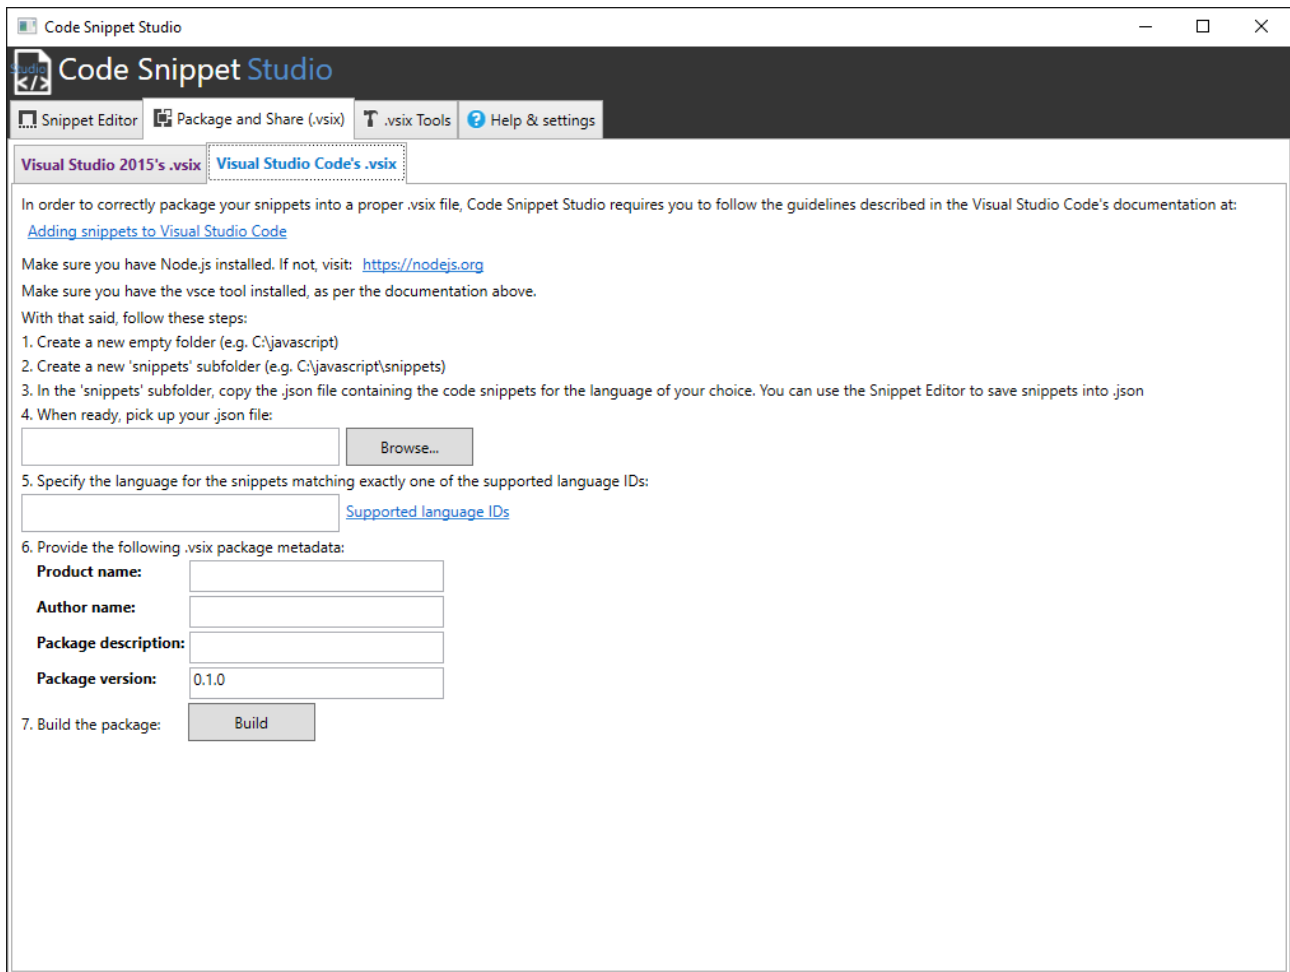 Code Snippet Studio
Studio
</>
Code Snippet Studio
Snippet Editor
Package and Share (.vsix)
.vsix Tools
? Help & settings
Visual Studio 2015's .vsix
Visual Studio Code's .vsix
In order to correctly package your snippets into a proper .vsix file, Code Snippet Studio requires you to follow the guidelines described in the Visual Studio Code's documentation at:
Adding snippets to Visual Studio Code
Make sure you have Node.js installed. If not, visit: https://nodejs.org
Make sure you have the vsce tool installed, as per the documentation above.
With that said, follow these steps:
1. Create a new empty folder (e.g. C:\javascript)
2. Create a new 'snippets' subfolder (e.g. C:\javascript\snippets)
3. In the 'snippets' subfolder, copy the .json file containing the code snippets for the language of your choice. You can use the Snippet Editor to save snippets into .json
4. When ready, pick up your .json file:
Browse...
5. Specify the language for the snippets matching exactly one of the supported language IDs:
Supported language IDs
6. Provide the following .vsix package metadata:
Product name:
Author name:
Package description:
Package version: 0.1.0
7. Build the package: Build